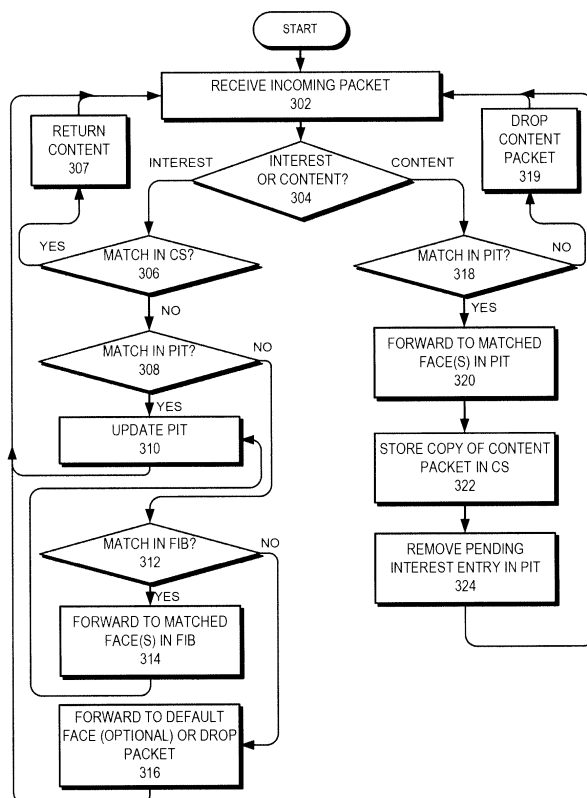 START
RECEIVE INCOMING PACKET
302
RETURN
CONTENT
307
DROP
CONTENT
PACKET
319
INTEREST
INTEREST
OR CONTENT?
304
CONTENT
YES
MATCH IN CS?
306
MATCH IN PIT?
318
NO
NO
YES
MATCH IN PIT?
308
NO
FORWARD TO MATCHED
FACE(S) IN PIT
320
YES
UPDATE PIT
310
STORE COPY OF CONTENT
PACKET IN CS
322
MATCH IN FIB?
312
NO
REMOVE PENDING
INTEREST ENTRY IN PIT
324
YES
FORWARD TO MATCHED
FACE(S) IN FIB
314
FORWARD TO DEFAULT
FACE (OPTIONAL) OR DROP
PACKET
316